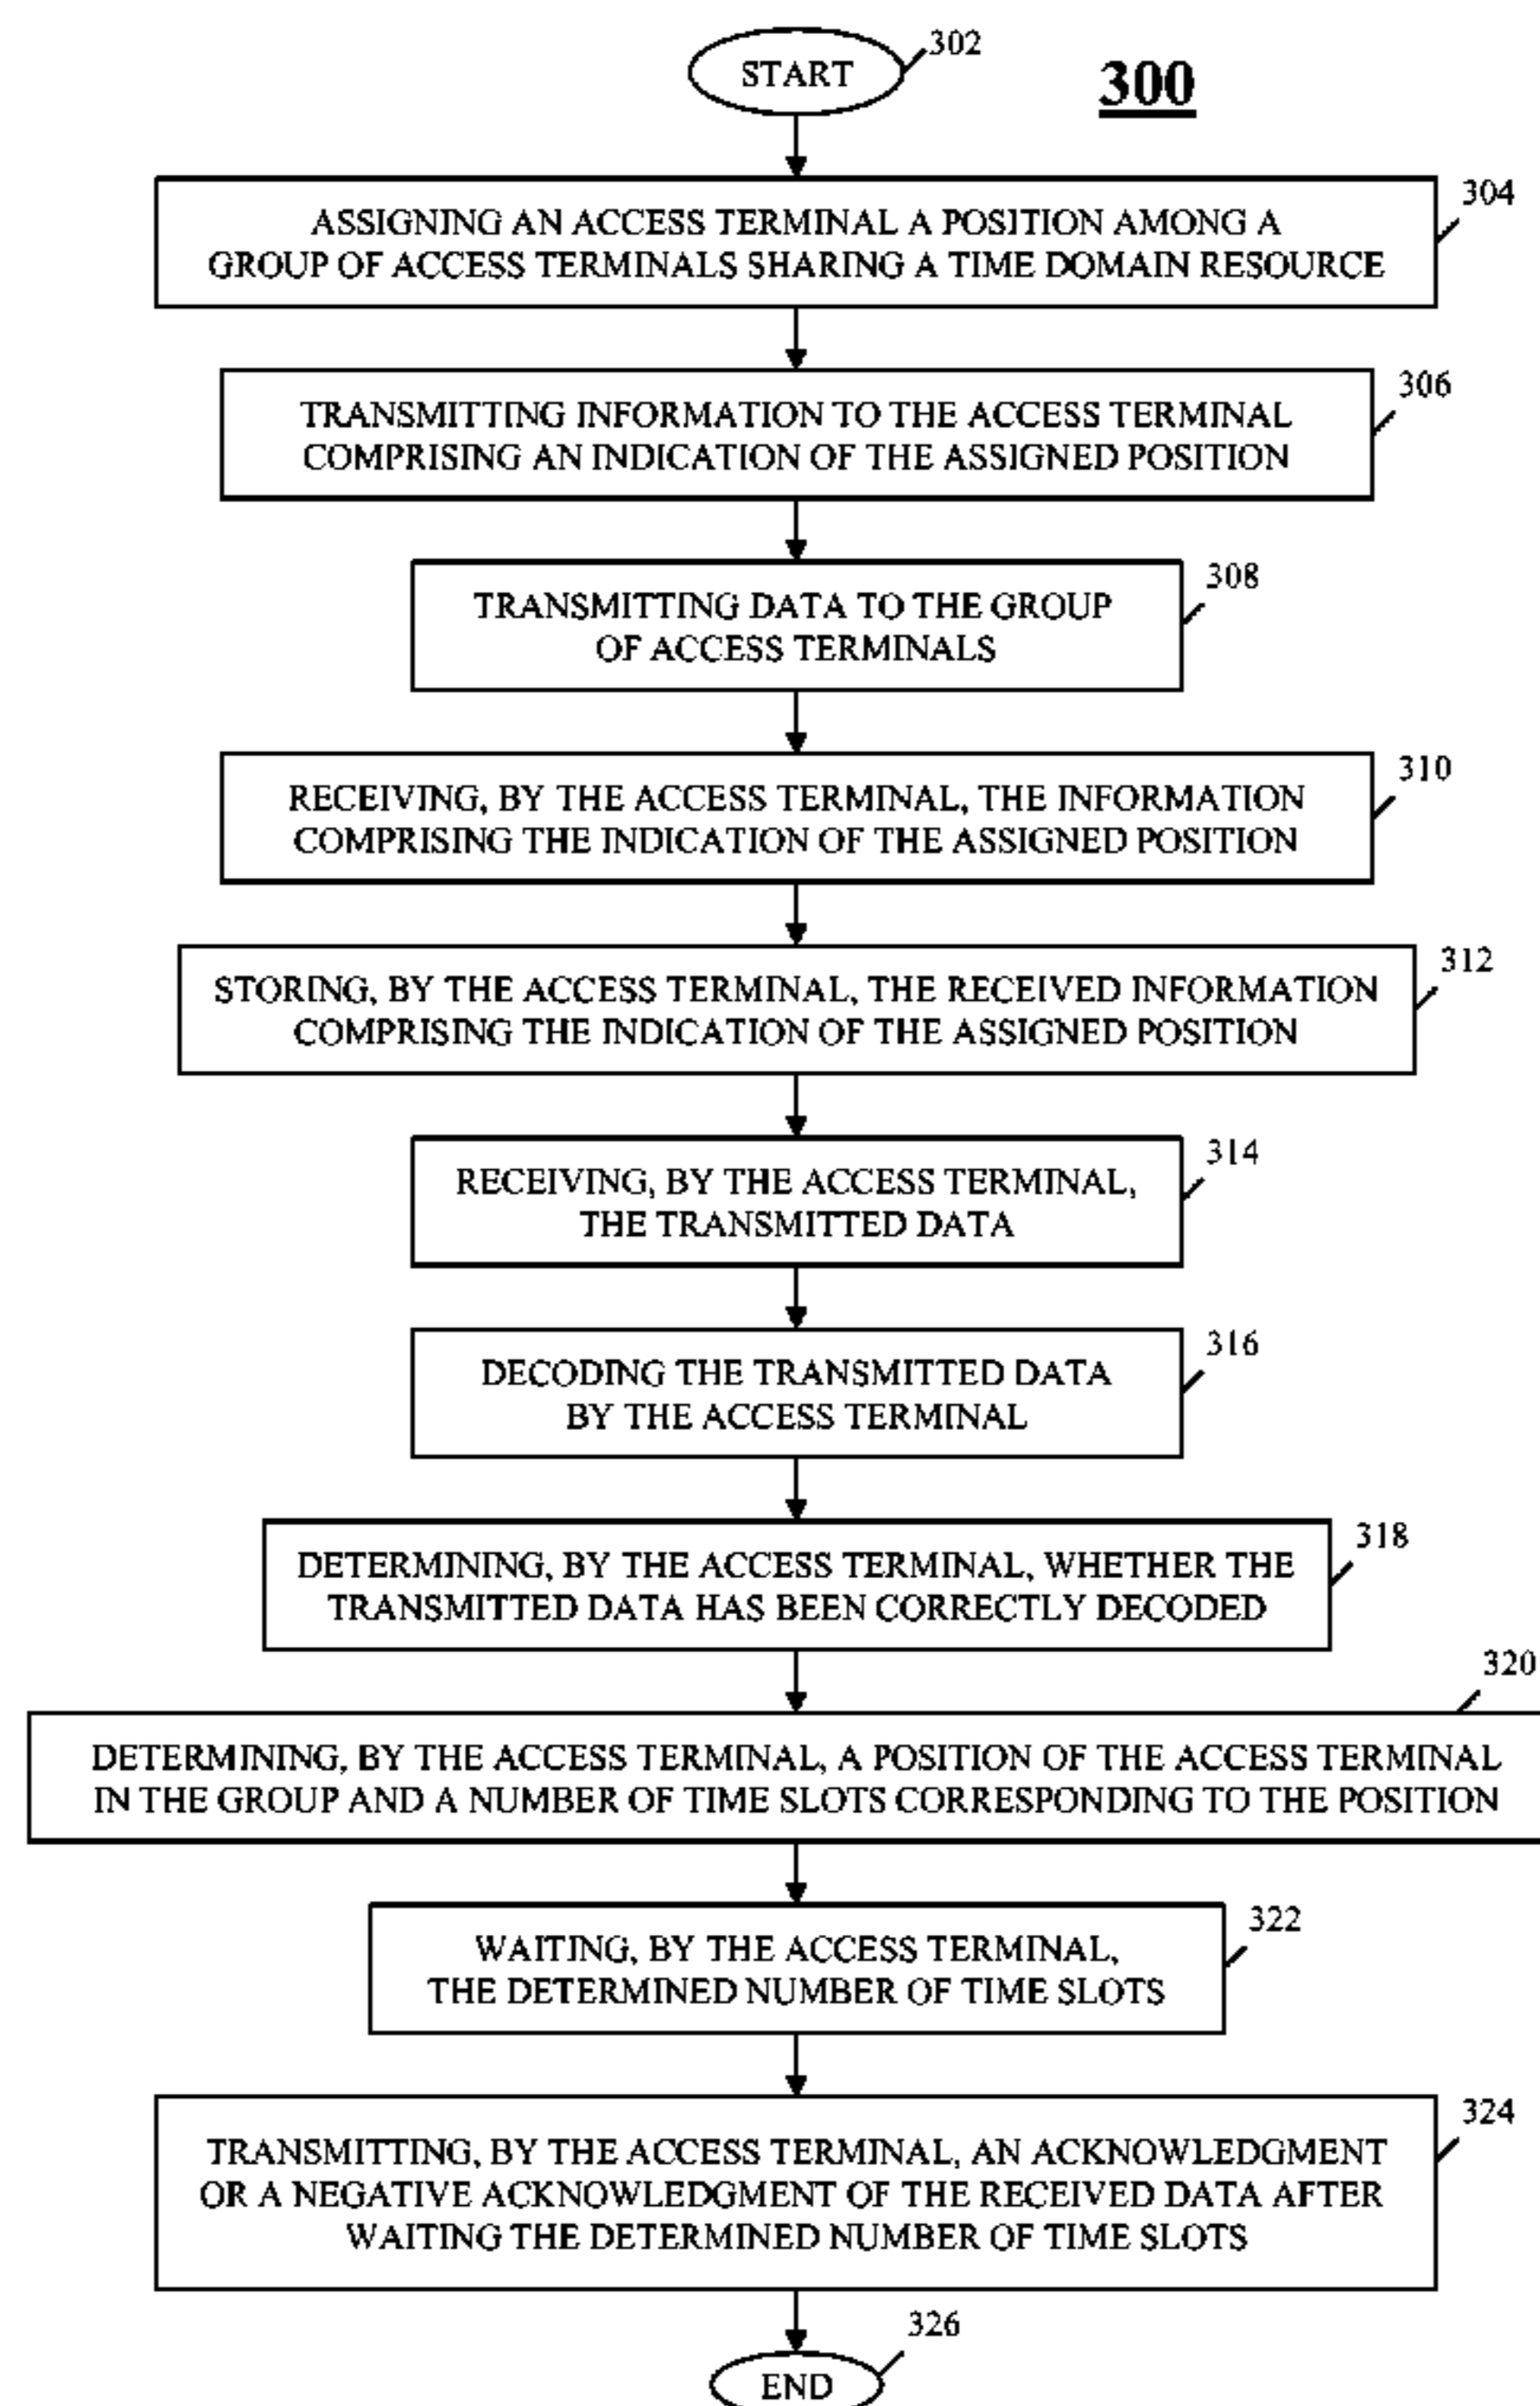 START
302
300
304
ASSIGNING AN ACCESS TERMINAL A POSITION AMONG A
GROUP OF ACCESS TERMINALS SHARING A TIME DOMAIN RESOURCE
306
TRANSMITTING INFORMATION TO THE ACCESS TERMINAL
COMPRISING AN INDICATION OF THE ASSIGNED POSITION
308
TRANSMITTING DATA TO THE GROUP
OF ACCESS TERMINALS
310
RECEIVING, BY THE ACCESS TERMINAL, THE INFORMATION
COMPRISING THE INDICATION OF THE ASSIGNED POSITION
312
STORING, BY THE ACCESS TERMINAL, THE RECEIVED INFORMATION
COMPRISING THE INDICATION OF THE ASSIGNED POSITION
314
RECEIVING, BY THE ACCESS TERMINAL,
THE TRANSMITTED DATA
316
DECODING THE TRANSMITTED DATA
BY THE ACCESS TERMINAL
318
DETERMINING, BY THE ACCESS TERMINAL, WHETHER THE
TRANSMITTED DATA HAS BEEN CORRECTLY DECODED
320
DETERMINING, BY THE ACCESS TERMINAL, A POSITION OF THE ACCESS TERMINAL
IN THE GROUP AND A NUMBER OF TIME SLOTS CORRESPONDING TO THE POSITION
322
WAITING, BY THE ACCESS TERMINAL,
THE DETERMINED NUMBER OF TIME SLOTS
324
TRANSMITTING, BY THE ACCESS TERMINAL, AN ACKNOWLEDGMENT
OR A NEGATIVE ACKNOWLEDGMENT OF THE RECEIVED DATA AFTER
WAITING THE DETERMINED NUMBER OF TIME SLOTS
326
END